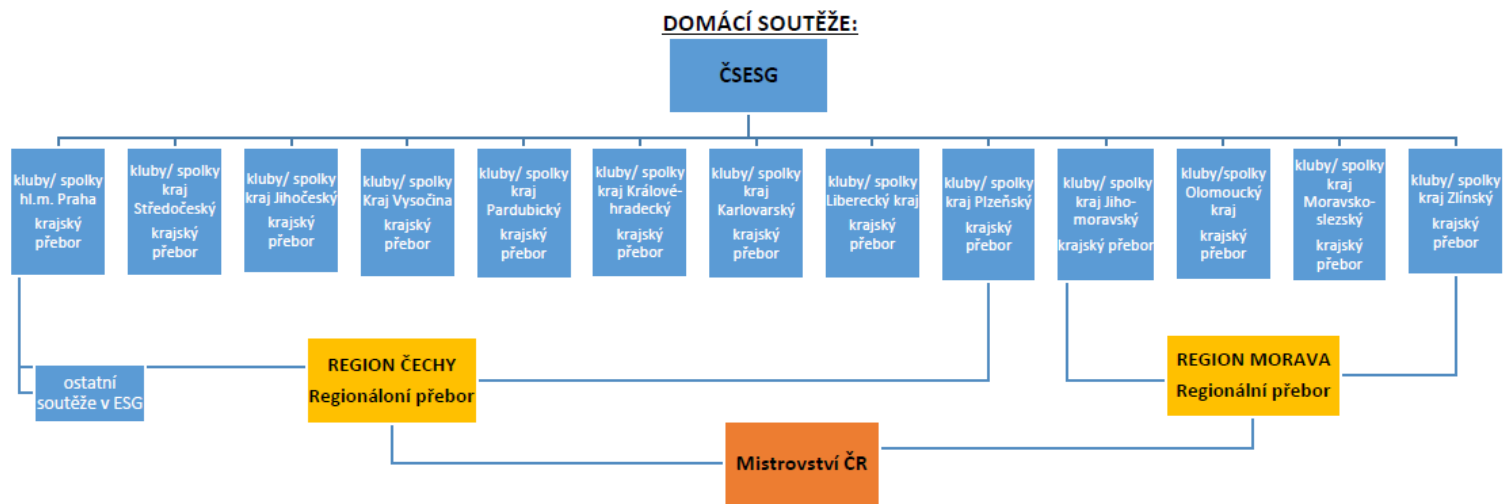 DOMÁCÍ SOUTĚŽE:
ČSESG
kluby/ spolky
hl.m. Praha
krajský
přebor
kluby/ spolky
kraj
Středočeský
krajský
přebor
kluby/ spolky
kraj Jihočeský
krajský
přebor
kluby/ spolky
Kraj Vysočina
krajský
přebor
kluby/ spolky
kraj
Pardubický
krajský
přebor
kluby/ spolky
kraj Králové-
hradecký
krajský
přebor
kluby/ spolky
kraj
Karlovarský
krajský
přebor
kluby/ spolky
Liberecký kraj
krajský
přebor
kluby/ spolky
kraj Plzeňský
krajský
přebor
kluby/ spolky
kraj Jiho-
moravský
krajský přebor
kluby/spolky
Olomoucký
kraj
krajský
přebor
kluby/ spolky
kraj
Moravsko-
slezský
krajský
přebor
kluby/ spolky
kraj Zlínský
krajský
přebor
ostatní
soutěže v ESG
REGION ČECHY
Regionáloní přebor
REGION MORAVA
Regionální přebor
Mistrovství ČR